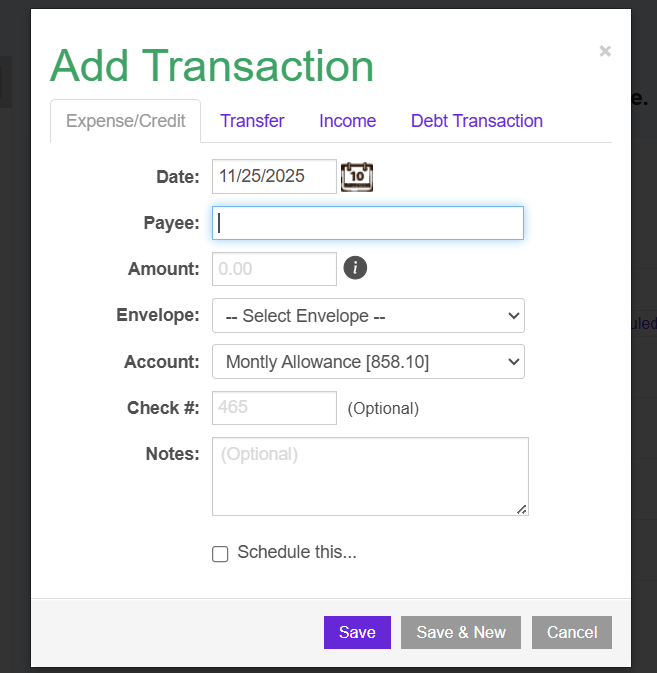 Add Transaction
×
e.
Expense/Credit Transfer Income Debt Transaction
Date: 11/25/2025 10
Payee:
Amount: 0.00 i
Envelope: -- Select Envelope --
uled
Account: Montly Allowance [858.10]
Check #: 465 (Optional)
Notes: (Optional)
Schedule this...
Save Save & New Cancel